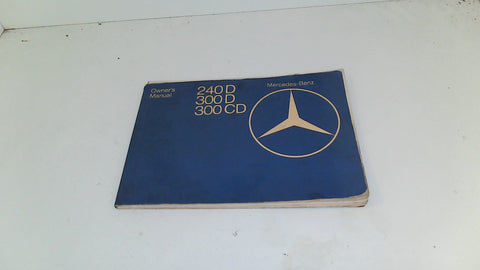 Owner's
Manual
240 D
300 D
300 CD
Mercedes-Benz